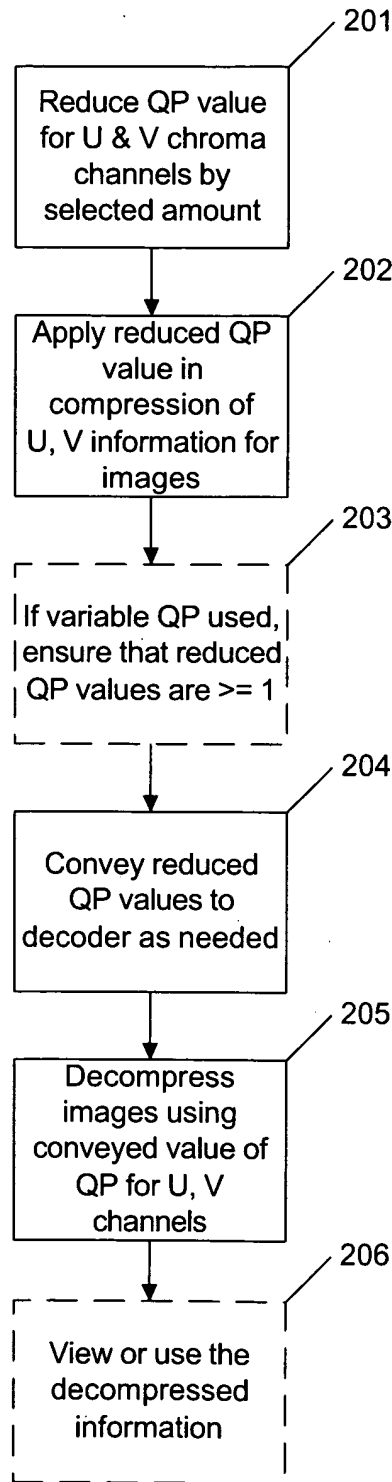 201
Reduce QP value
for U & V chroma
channels by
selected amount
202
Apply reduced QP
value in
compression of
U, V information for
images
203
If variable QP used,
ensure that reduced
QP values are >= 1
204
Convey reduced
QP values to
decoder as needed
205
Decompress
images using
conveyed value of
QP for U, V
channels
206
View or use the
decompressed
information